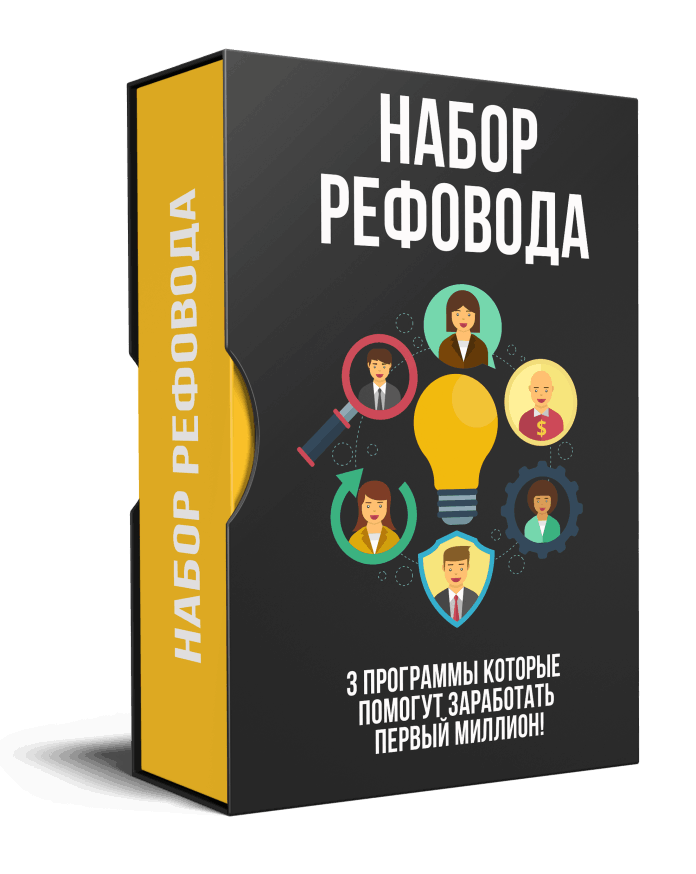 НАБОР РЕФОВОДА
НАБОР
РЕФОВОДА
$
3 ПРОГРАММЫ КОТОРЫЕ
ПОМОГУТ ЗАРАБОТАТЬ
ПЕРВЫЙ МИЛЛИОН!